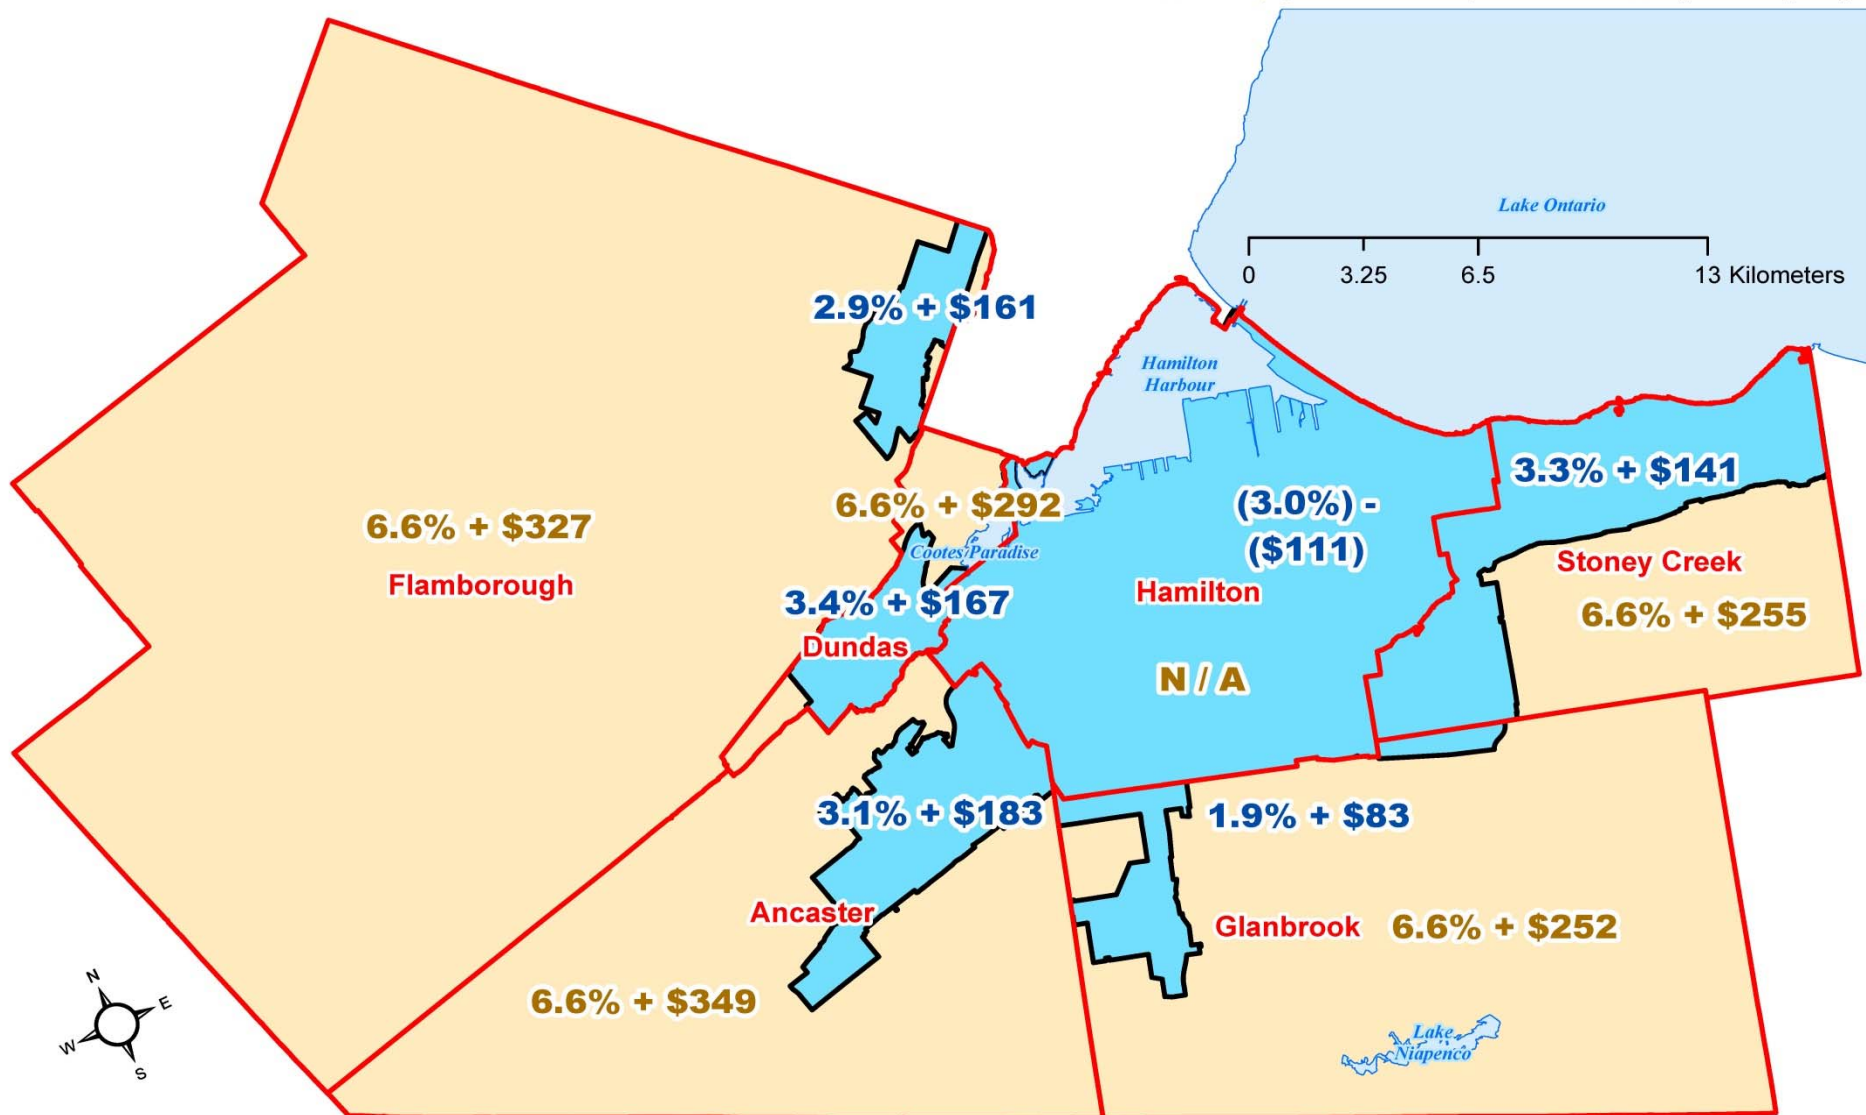 Lake Ontario
0 3.25 6.5 13 Kilometers
2.9% + $161
Hamilton
Harbour
3.3% + $141
6.6% + $327
6.6% + $292
(3.0%) -
($111)
Cootes Paradise
Flamborough
Stoney Creek
3.4% + $167
Hamilton
6.6% + $255
Dundas
N / A
3.1% + $183
1.9% + $83
Ancaster
Glanbrook 6.6% + $252
6.6% + $349
N
E
W
S
Lake
Niapenco